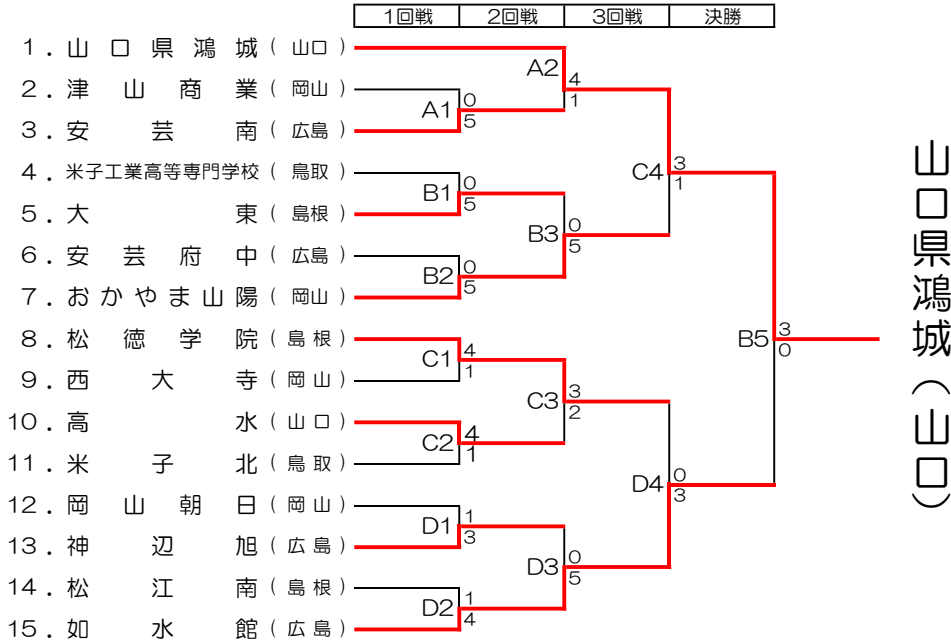 1回戦 2回戦 3回戦 決勝
1．山口県鴻城（山口）
A2 4 1
2．津山商業（岡山）
A1 0 5
3．安芸南（広島）
C4 3 1
4．米子工業高等専門学校（鳥取）
B1 0 5
5．大東（島根）
B3 0 5
6．安芸府中（広島）
B2 0 5
7．おかやま山陽（岡山）
B5 3 0
8．松徳学院（島根）
C1 4 1
9．西大寺（岡山）
C3 3 2
10．高水（山口）
C2 4 1
11．米子北（鳥取）
D4 0 3
12．岡山朝日（岡山）
D1 1 3
13．神辺旭（広島）
D3 0 5
14．松江南（島根）
D2 1 4
15．如水館（広島）
山口県鴻城（山口）